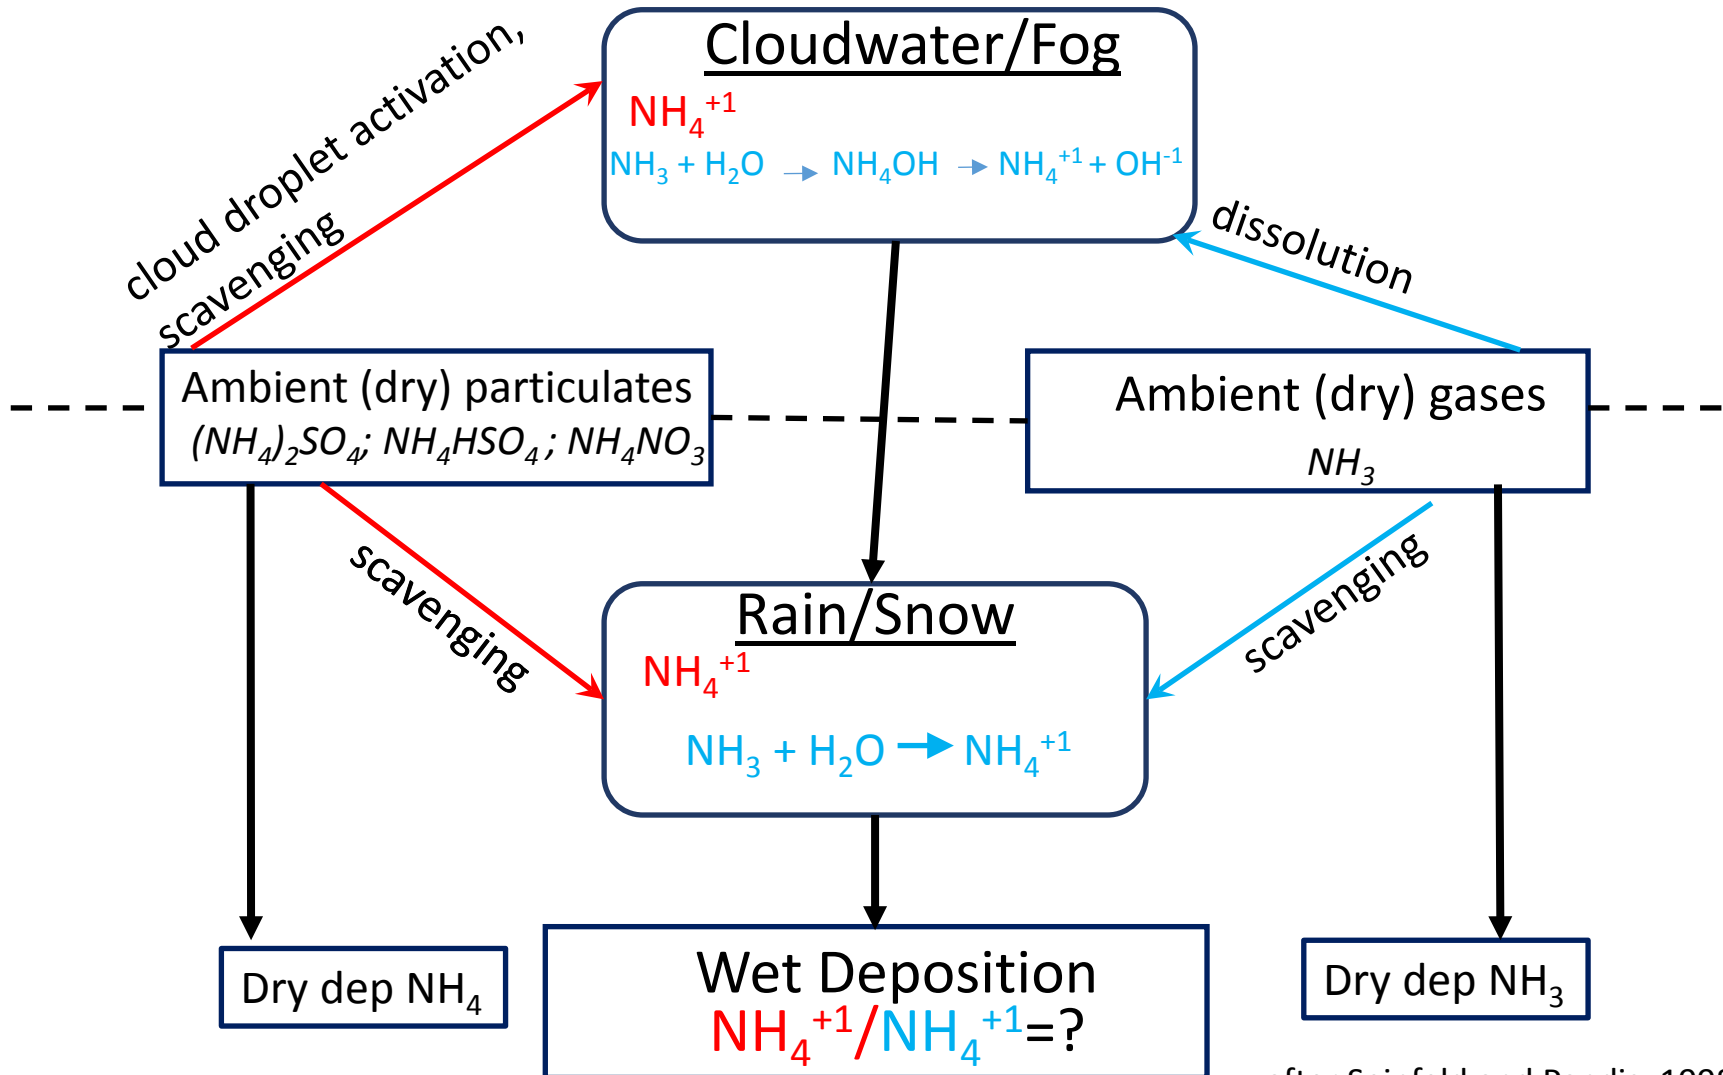 Cloudwater/Fog
NH₄⁺¹
NH₃ + H₂O → NH₄OH → NH₄⁺¹ + OH⁻¹
cloud droplet activation,
scavenging
dissolution
Ambient (dry) particulates
(NH₄)₂SO₄; NH₄HSO₄ ; NH₄NO₃
Ambient (dry) gases
NH₃
scavenging
scavenging
Rain/Snow
NH₄⁺¹
NH₃ + H₂O → NH₄⁺¹
Dry dep NH₄
Wet Deposition
NH₄⁺¹/NH₄⁺¹=?
Dry dep NH₃